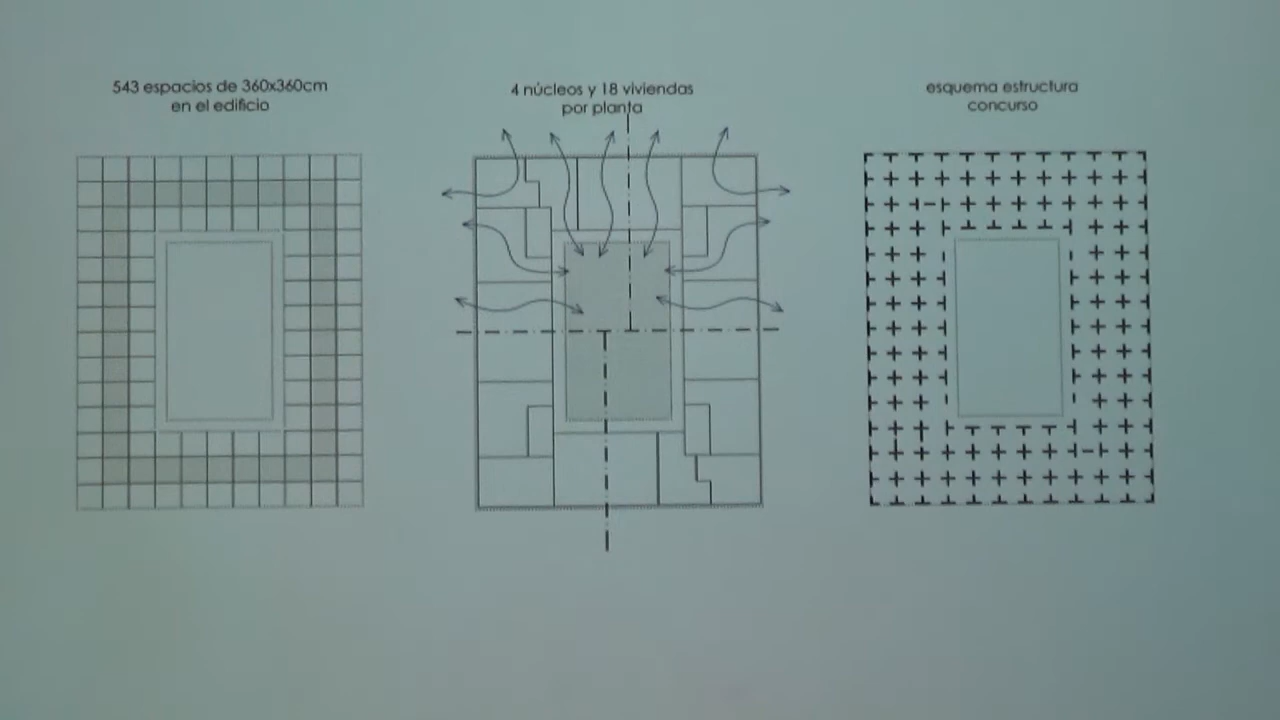 543 espacios de 360x360cm
en el edificio
4 núcleos y 18 viviendas
por planta
esquema estructura
concurso